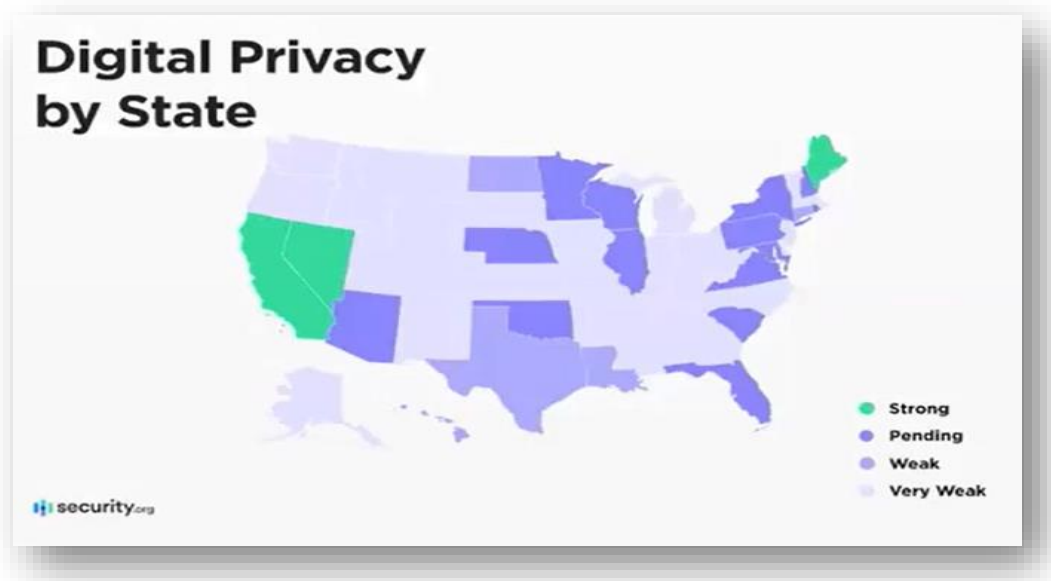 Digital Privacy
by State
Strong
Pending
Weak
Very Weak
security.org